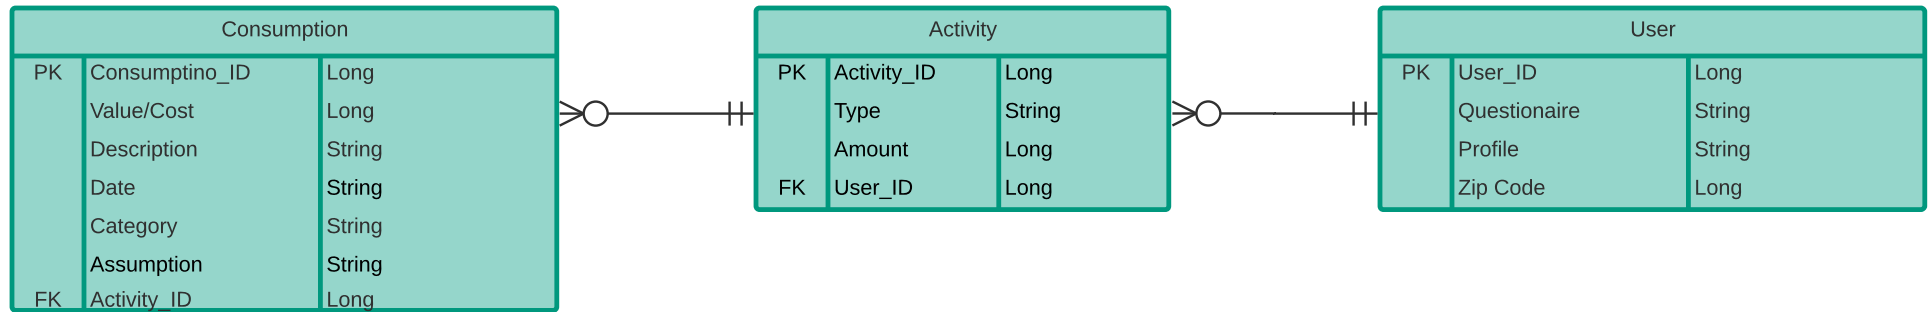 Consumption
PK Consumptino_ID Long
Value/Cost Long
Description String
Date String
Category String
Assumption String
FK Activity_ID Long
Activity
PK Activity_ID Long
Type String
Amount Long
FK User_ID Long
User
PK User_ID Long
Questionaire String
Profile String
Zip Code Long